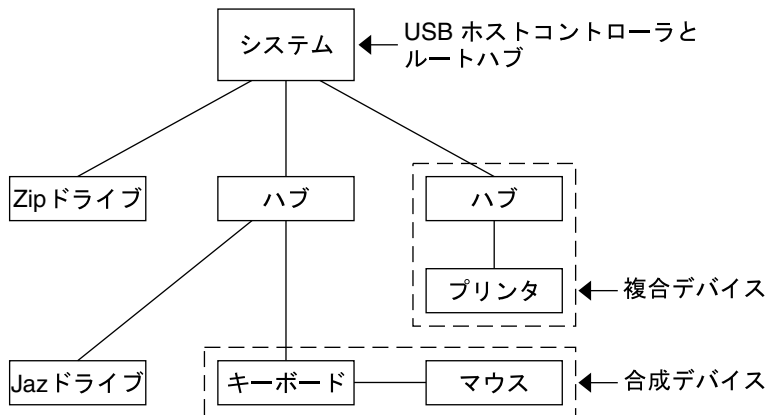 システム
USB ホストコントローラと
ルートハブ
Zipドライブ
ハブ
ハブ
プリンタ
複合デバイス
Jazドライブ
キーボード
マウス
合成デバイス